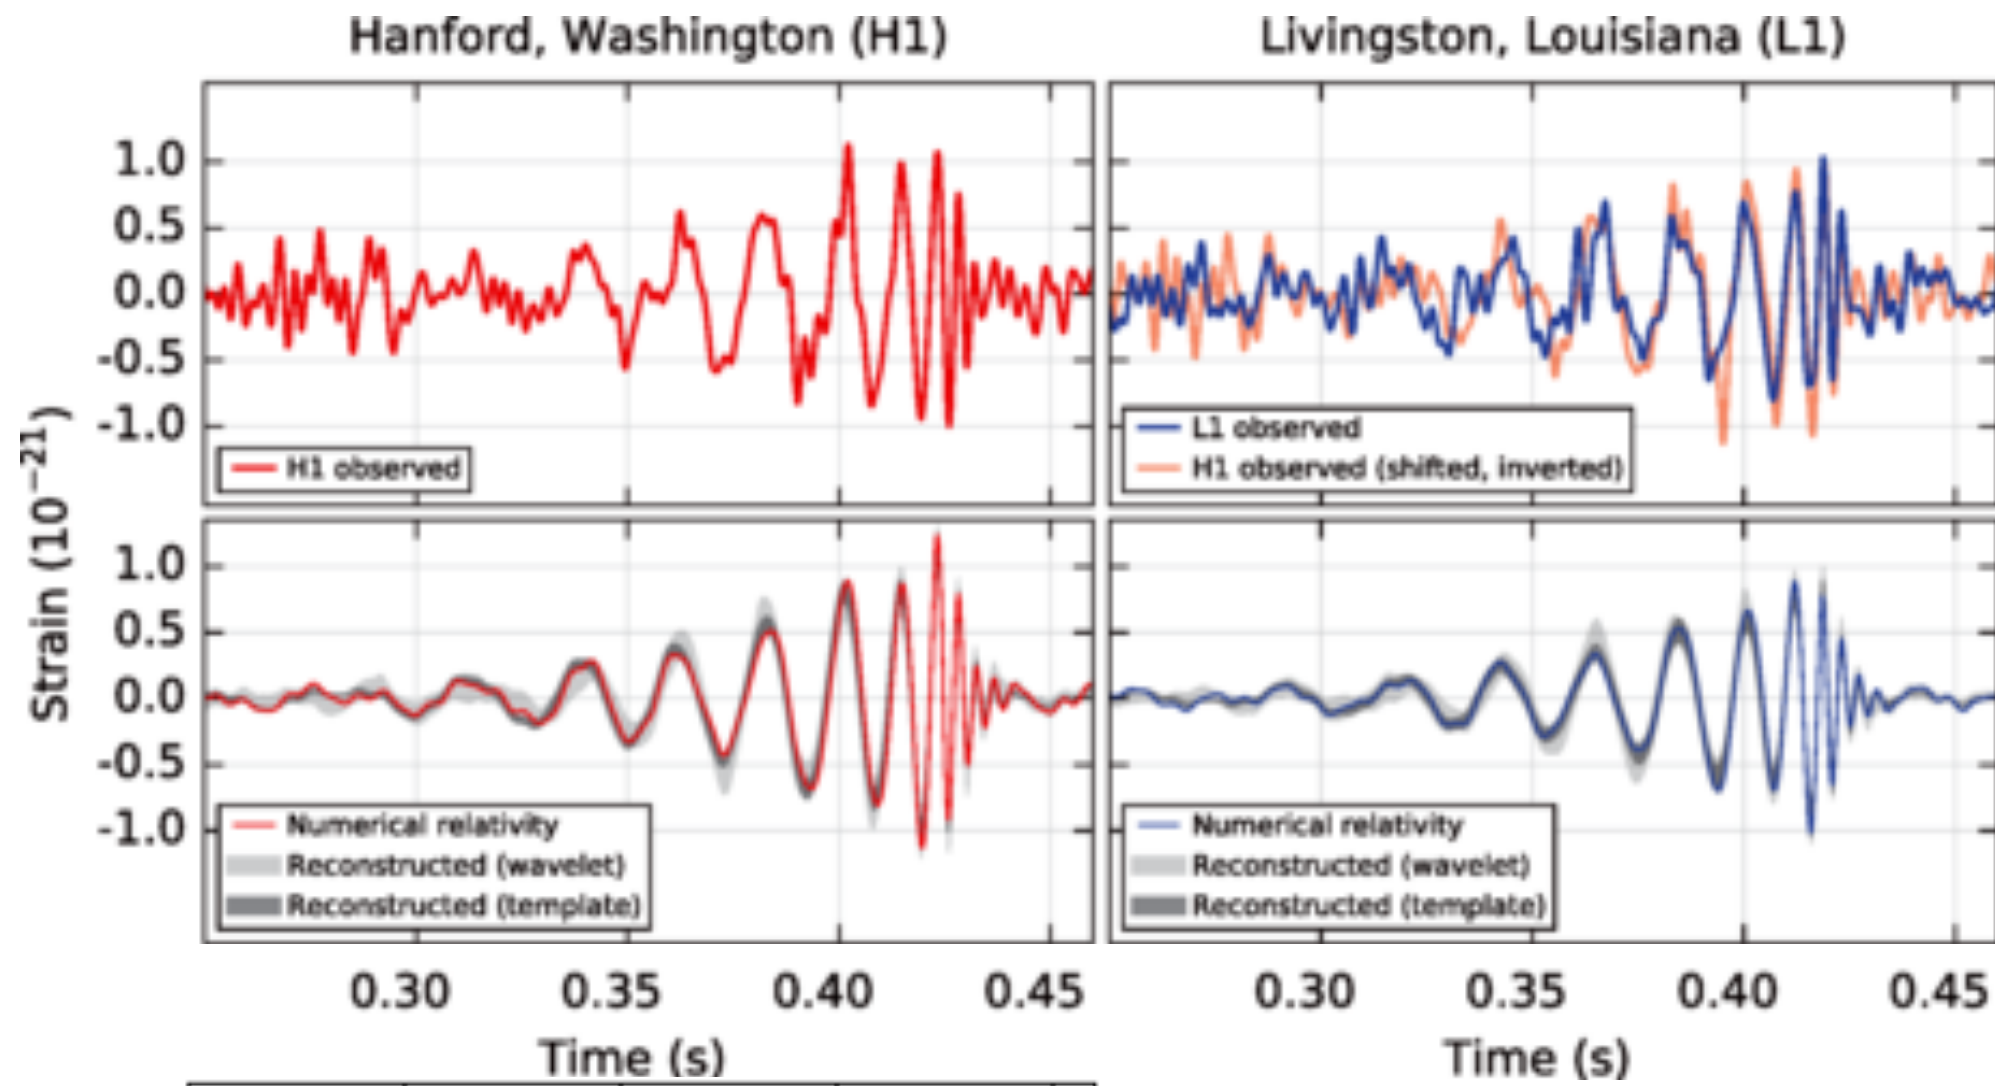 Hanford, Washington (H1)
Livingston, Louisiana (L1)
Strain (10⁻²¹)
1.0
0.5
0.0
-0.5
-1.0
H1 observed
L1 observed
H1 observed (shifted, inverted)
1.0
0.5
0.0
-0.5
-1.0
Numerical relativity
Reconstructed (wavelet)
Reconstructed (template)
Numerical relativity
Reconstructed (wavelet)
Reconstructed (template)
0.30 0.35 0.40 0.45
0.30 0.35 0.40 0.45
Time (s)
Time (s)